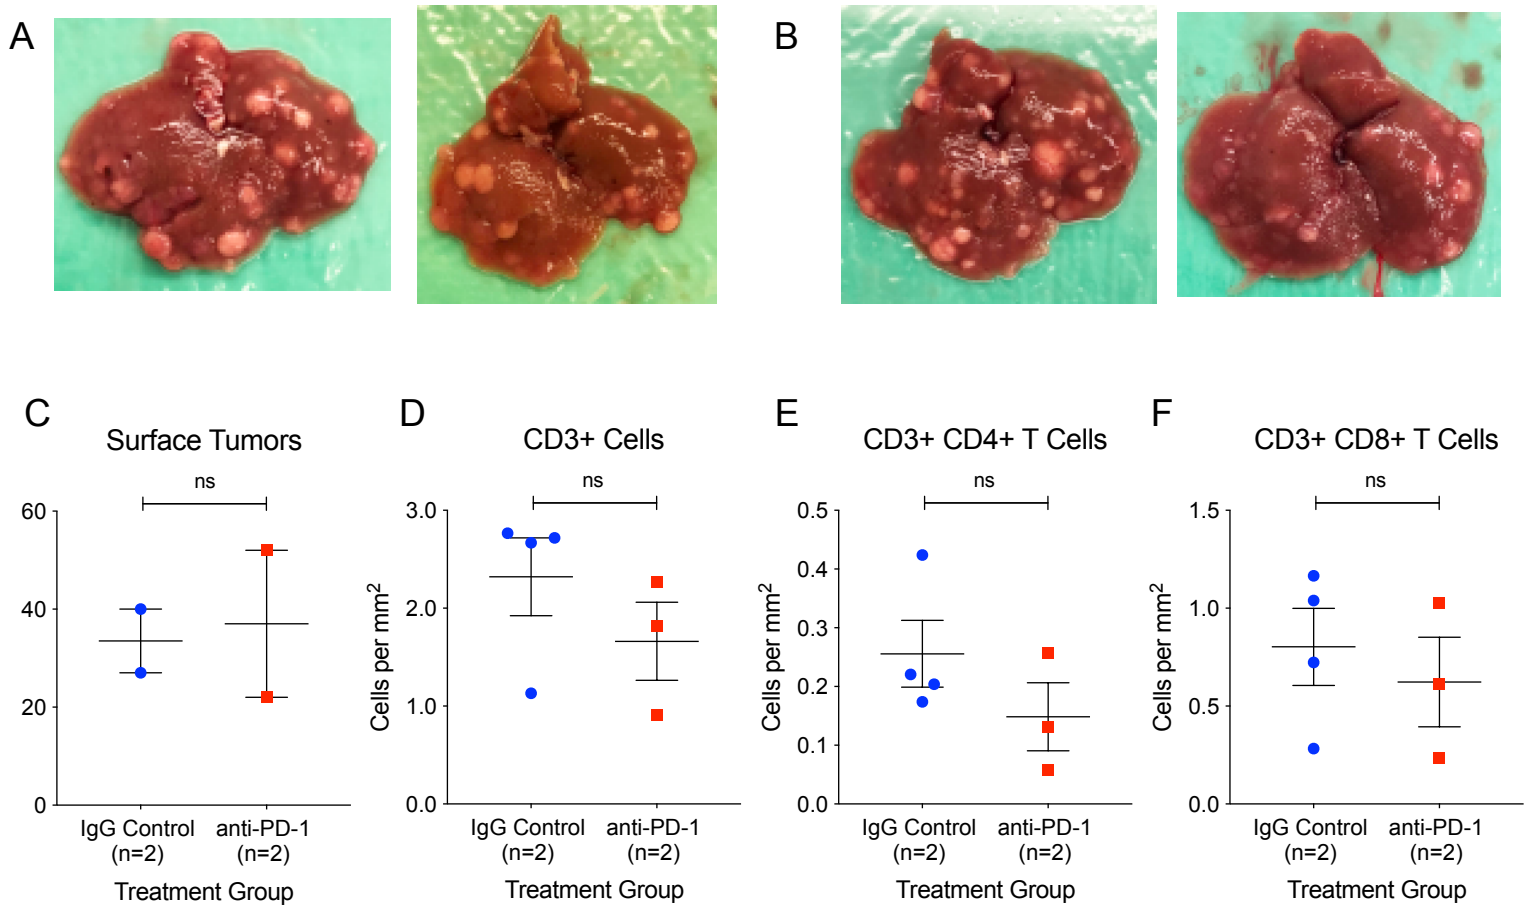 A
B
C
Surface Tumors
ns
60
40
20
0
IgG Control
(n=2)
anti-PD-1
(n=2)
Treatment Group
D
CD3+ Cells
ns
Cells per mm²
3.0
2.0
1.0
0.0
IgG Control
(n=2)
anti-PD-1
(n=2)
Treatment Group
E
CD3+ CD4+ T Cells
ns
Cells per mm²
0.5
0.4
0.3
0.2
0.1
0.0
IgG Control
(n=2)
anti-PD-1
(n=2)
Treatment Group
F
CD3+ CD8+ T Cells
ns
Cells per mm²
1.5
1.0
0.5
0.0
IgG Control
(n=2)
anti-PD-1
(n=2)
Treatment Group